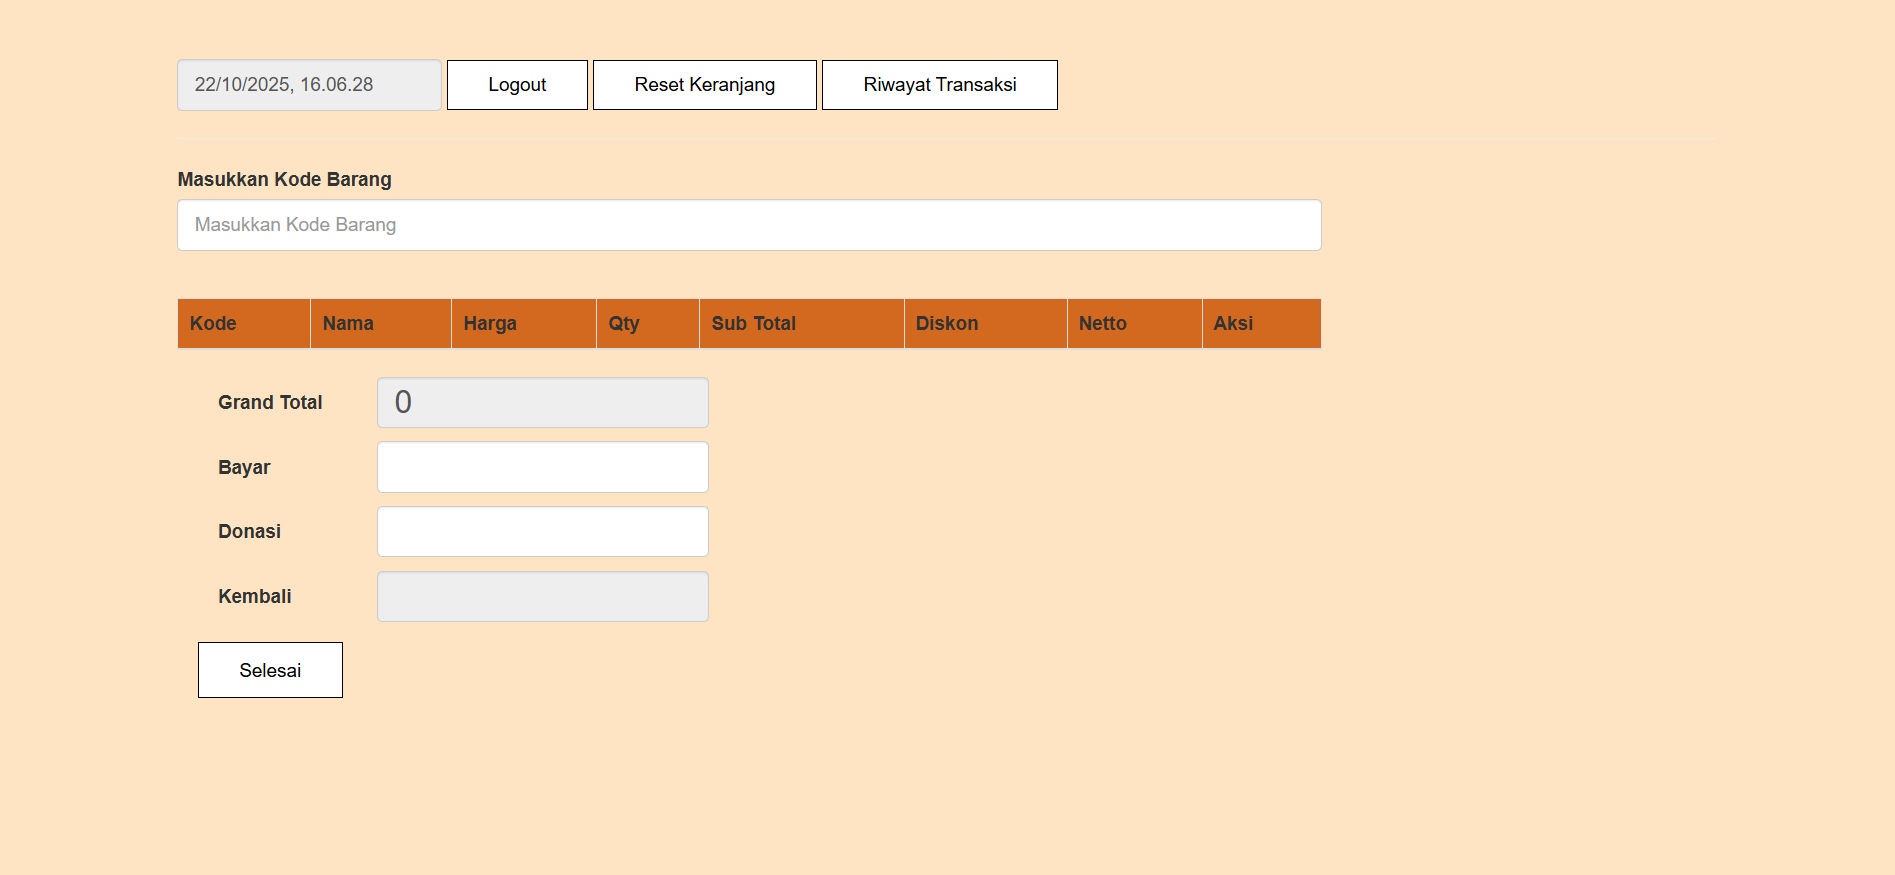 22/10/2025, 16.06.28 Logout Reset Keranjang Riwayat Transaksi
Masukkan Kode Barang
Masukkan Kode Barang
Kode Nama Harga Qty Sub Total Diskon Netto Aksi
Grand Total 0
Bayar
Donasi
Kembali
Selesai